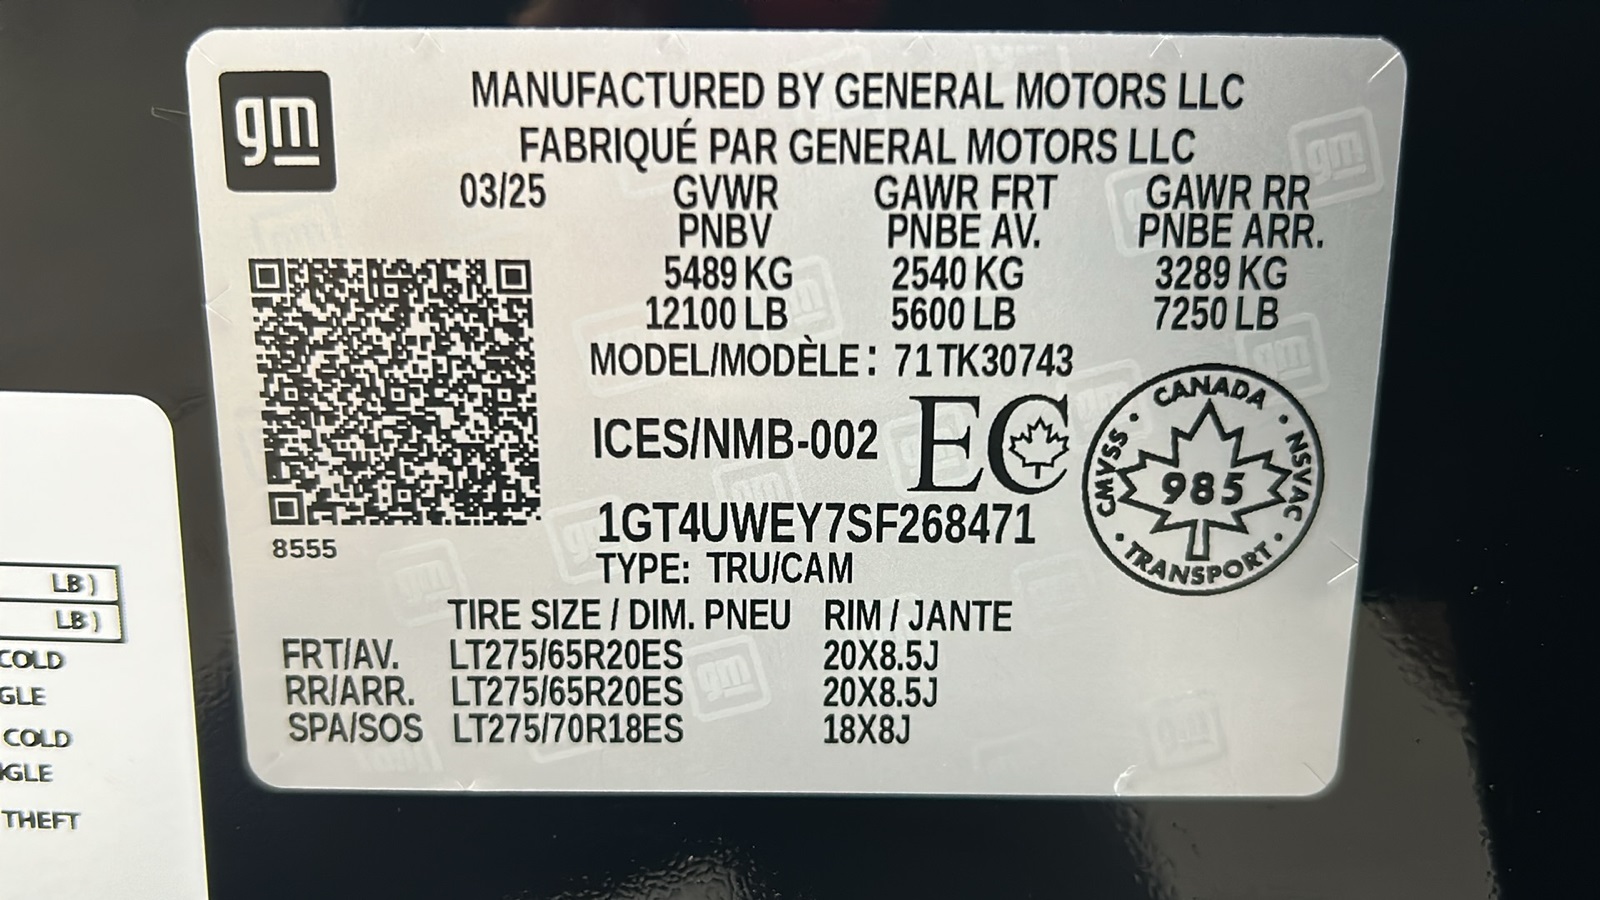 gm
MANUFACTURED BY GENERAL MOTORS LLC
FABRIQUÉ PAR GENERAL MOTORS LLC
03/25 GVWR GAWR FRT GAWR RR
PNBV PNBE AV. PNBE ARR.
5489 KG 2540 KG 3289 KG
12100 LB 5600 LB 7250 LB
MODEL/MODÈLE: 71TK30743
ICES/NMB-002 EC
CANADA
CMVSS 985 NSVAC
TRANSPORT
1GT4UWEY7SF268471
8555
TYPE: TRU/CAM
TIRE SIZE / DIM. PNEU RIM / JANTE
FRT/AV. LT275/65R20ES 20X8.5J
RR/ARR. LT275/65R20ES 20X8.5J
SPA/SOS LT275/70R18ES 18X8J
LB)
LB)
COLD
GLE
COLD
GLE
THEFT